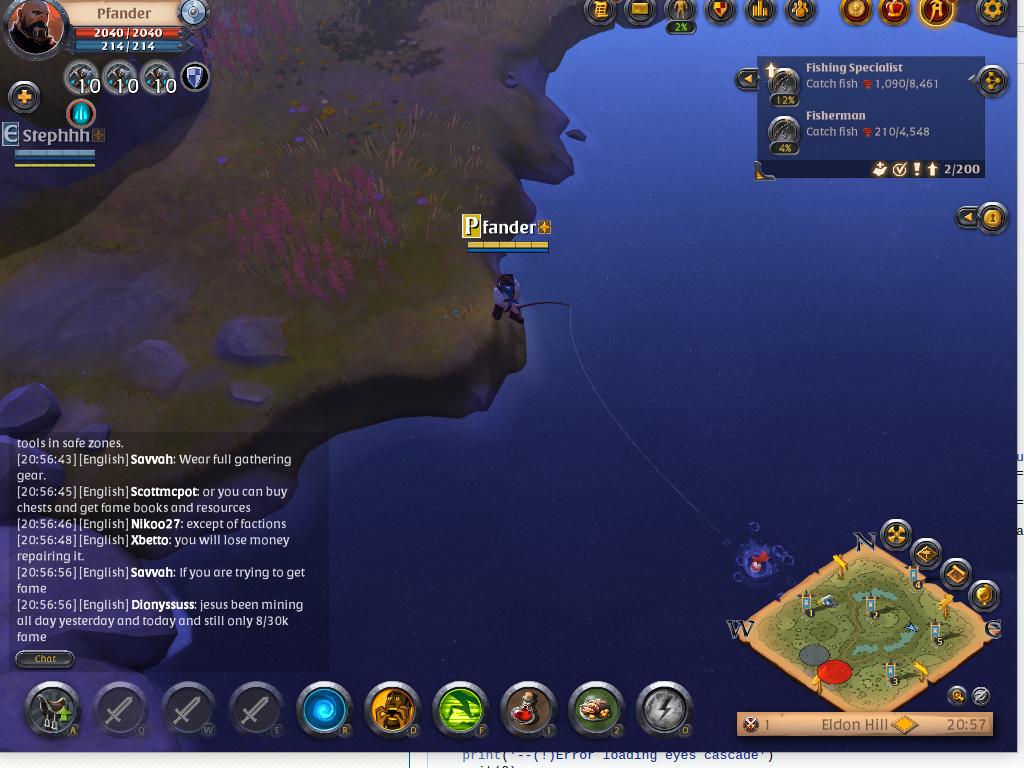 Pfander
2040/2040
214/214
10 10 10
2%
Fishing Specialist
Catch fish 1,090/8,461
12%
Fisherman
Catch fish 210/4,548
4%
2/200
E Stephhh
Pfander
tools in safe zones.
[20:56:43] [English] Savvah: Wear full gathering
gear.
[20:56:45] [English] Scottmcpot: or you can buy
chests and get fame books and resources
[20:56:46] [English] Nikoo27: except of factions
[20:56:48] [English] Xbetto: you will lose money
repairing it.
[20:56:56] [English] Savvah: If you are trying to get
fame
[20:56:56] [English] Dionyssuss: jesus been mining
all day yesterday and today and still only 8/30k
fame
Chat
A Q W E R D F 1 2 O
N
W E
1 2 3 4 5
1 Eldon Hill 20:57
print('--(!)Error loading eyes cascade')